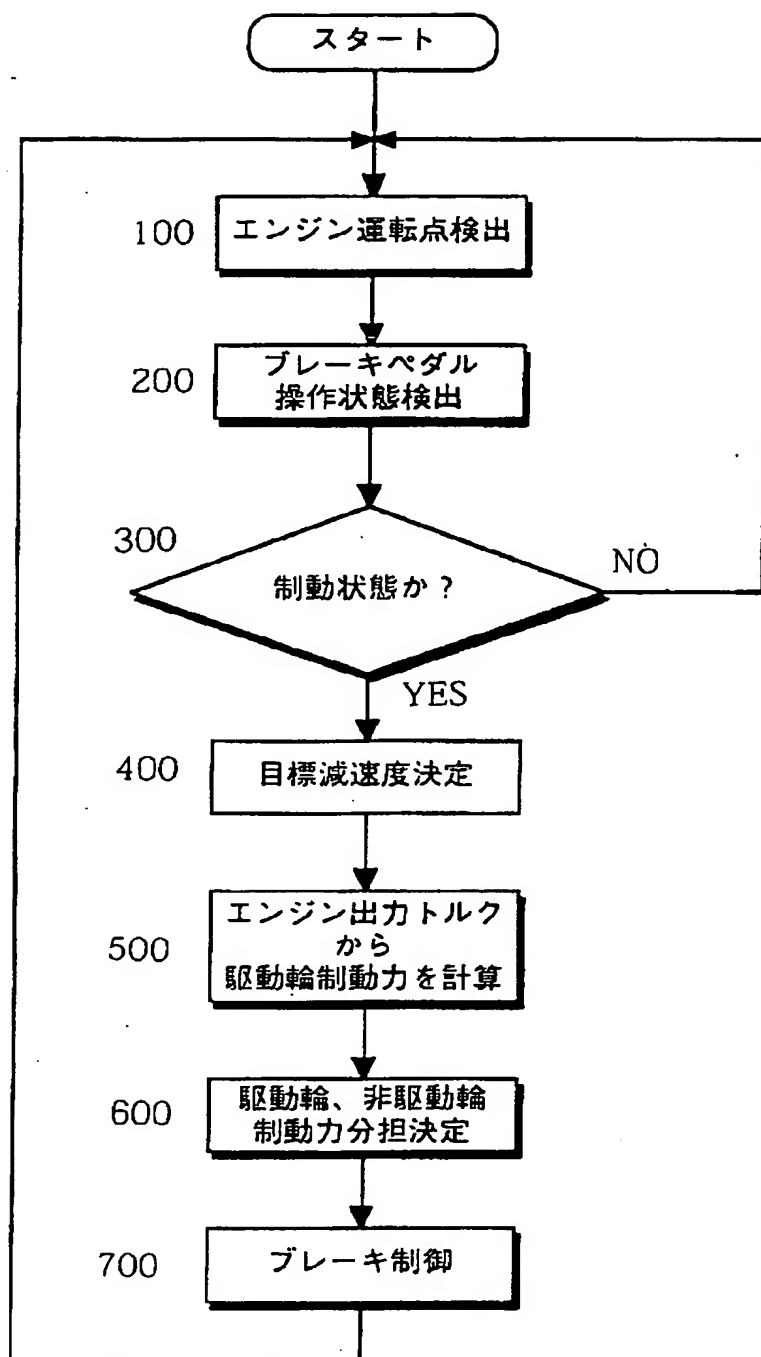 スタート
100
エンジン運転点検出
200
ブレーキペダル
操作状態検出
300
制動状態か？
NO
YES
400
目標減速度決定
500
エンジン出力トルク
から
駆動輪制動力を計算
600
駆動輪、非駆動輪
制動力分担決定
700
ブレーキ制御